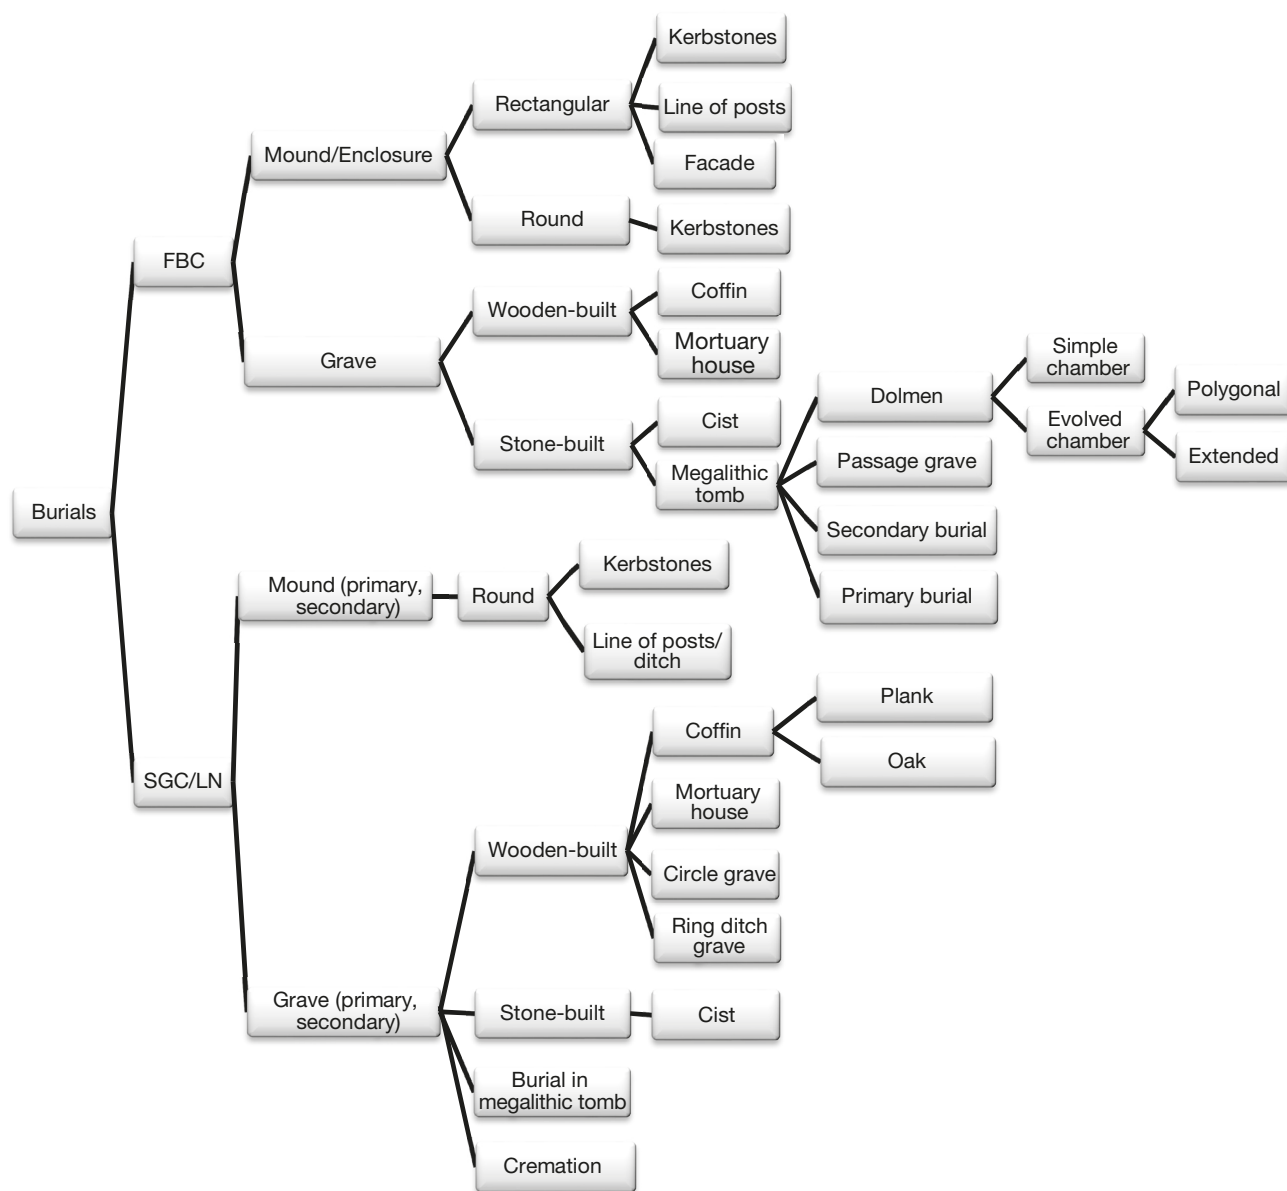 Kerbstones
Rectangular
Line of posts
Mound/Enclosure
Facade
Round
Kerbstones
FBC
Wooden-built
Coffin
Grave
Mortuary
house
Simple
chamber
Dolmen
Polygonal
Cist
Evolved
chamber
Stone-built
Passage grave
Extended
Megalithic
tomb
Burials
Secondary burial
Kerbstones
Mound (primary,
secondary)
Round
Primary burial
Line of posts/
ditch
Plank
Coffin
Oak
SGC/LN
Mortuary
house
Wooden-built
Circle grave
Ring ditch
grave
Grave (primary,
secondary)
Stone-built
Cist
Burial in
megalithic tomb
Cremation